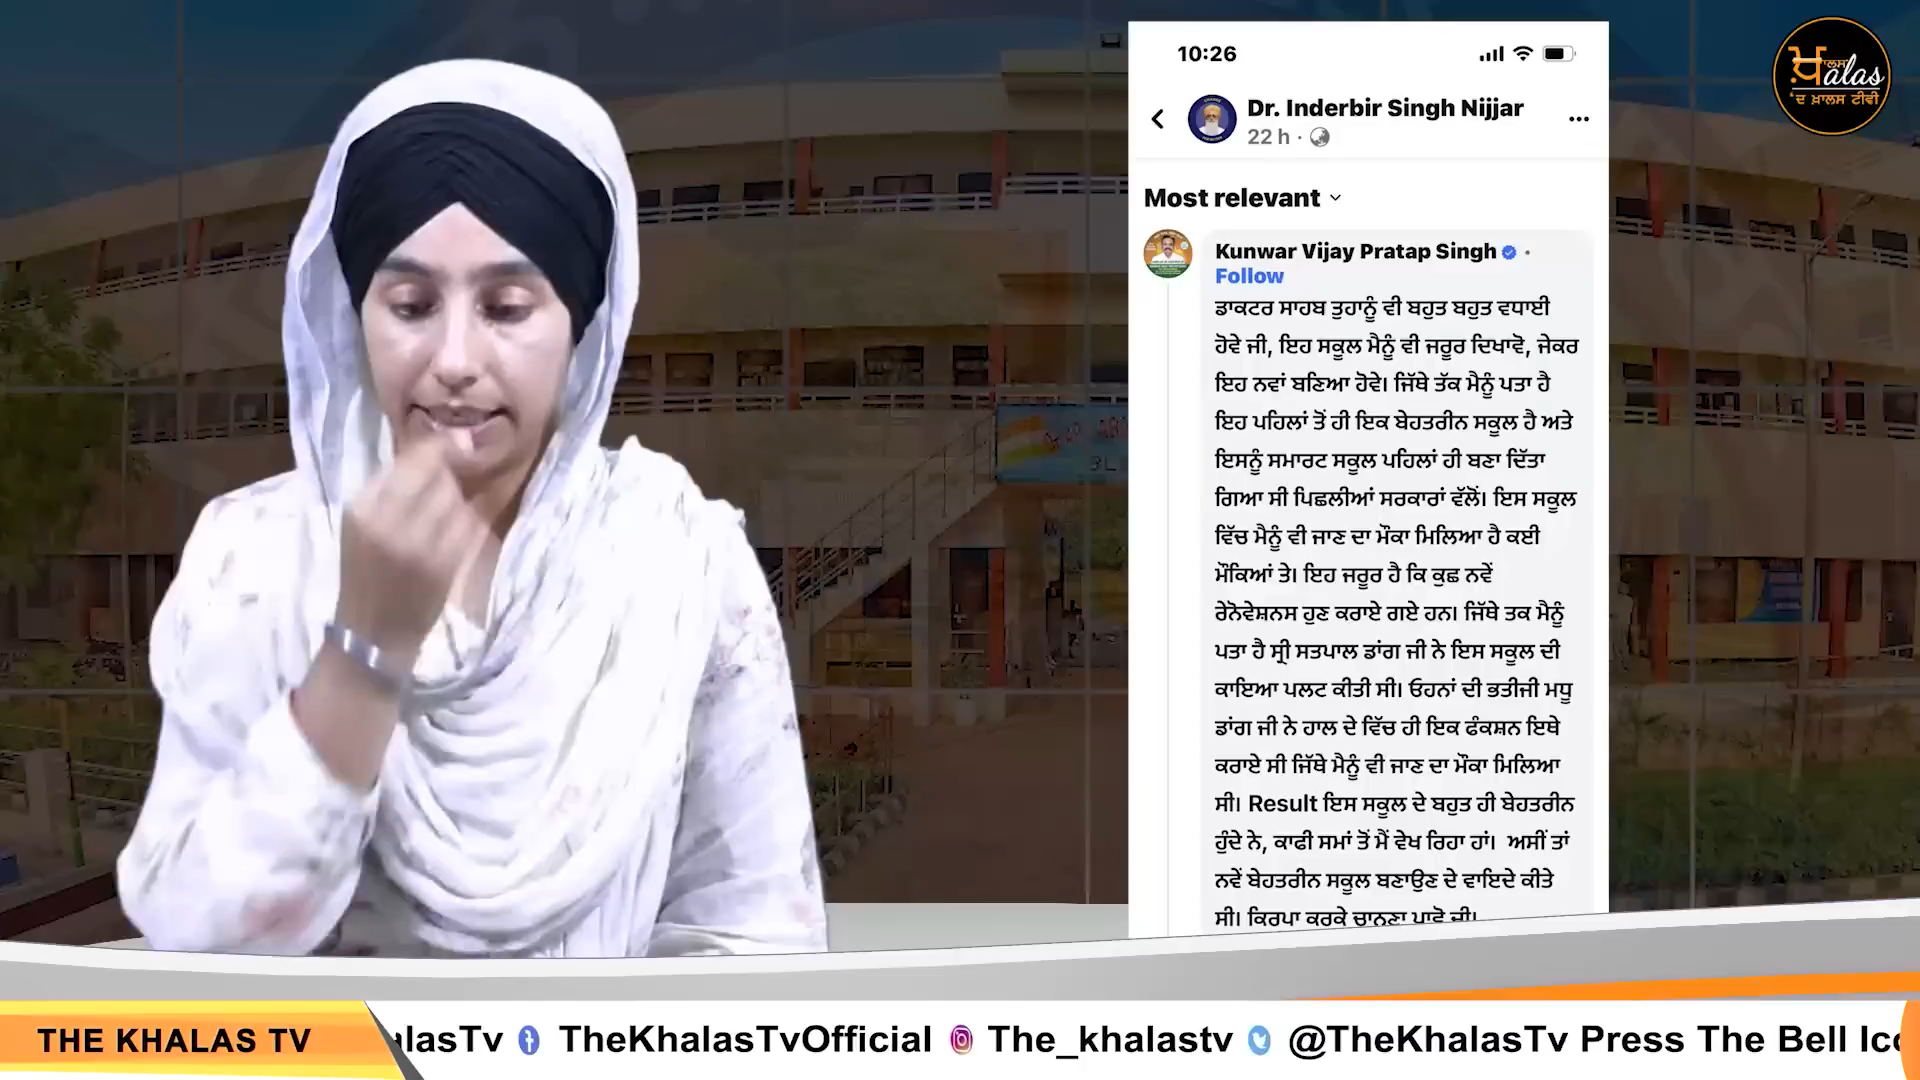 10:26
Dr. Inderbir Singh Nijjar
22 h ·
Most relevant
Kunwar Vijay Pratap Singh
Follow
ਡਾਕਟਰ ਸਾਹਬ ਤੁਹਾਨੂੰ ਵੀ ਬਹੁਤ ਬਹੁਤ ਵਧਾਈ
ਹੋਵੇ ਜੀ, ਇਹ ਸਕੂਲ ਮੈਨੂੰ ਵੀ ਜਰੂਰ ਦਿਖਾਵੋ, ਜੇਕਰ
ਇਹ ਨਵਾਂ ਬਣਿਆ ਹੋਵੇ। ਜਿੱਥੇ ਤੱਕ ਮੈਨੂੰ ਪਤਾ ਹੈ
ਇਹ ਪਹਿਲਾਂ ਤੋਂ ਹੀ ਇਕ ਬੇਹਤਰੀਨ ਸਕੂਲ ਹੈ ਅਤੇ
ਇਸਨੂੰ ਸਮਾਰਟ ਸਕੂਲ ਪਹਿਲਾਂ ਹੀ ਬਣਾ ਦਿੱਤਾ
ਗਿਆ ਸੀ ਪਿਛਲੀਆਂ ਸਰਕਾਰਾਂ ਵੱਲੋਂ। ਇਸ ਸਕੂਲ
ਵਿੱਚ ਮੈਨੂੰ ਵੀ ਜਾਣ ਦਾ ਮੌਕਾ ਮਿਲਿਆ ਹੈ ਕਈ
ਮੌਕਿਆਂ ਤੇ। ਇਹ ਜਰੂਰ ਹੈ ਕਿ ਕੁਛ ਨਵੇਂ
ਰੇਨੋਵੇਸ਼ਨਸ ਹੁਣ ਕਰਾਏ ਗਏ ਹਨ। ਜਿੱਥੇ ਤਕ ਮੈਨੂੰ
ਪਤਾ ਹੈ ਸ੍ਰੀ ਸਤਪਾਲ ਡਾਂਗ ਜੀ ਨੇ ਇਸ ਸਕੂਲ ਦੀ
ਕਾਇਆ ਪਲਟ ਕੀਤੀ ਸੀ। ਓਹਨਾਂ ਦੀ ਭਤੀਜੀ ਮਧੂ
ਡਾਂਗ ਜੀ ਨੇ ਹਾਲ ਦੇ ਵਿੱਚ ਹੀ ਇਕ ਫੰਕਸ਼ਨ ਇਥੇ
ਕਰਾਏ ਸੀ ਜਿੱਥੇ ਮੈਨੂੰ ਵੀ ਜਾਣ ਦਾ ਮੌਕਾ ਮਿਲਿਆ
ਸੀ। Result ਇਸ ਸਕੂਲ ਦੇ ਬਹੁਤ ਹੀ ਬੇਹਤਰੀਨ
ਹੁੰਦੇ ਨੇ, ਕਾਫੀ ਸਮਾਂ ਤੋਂ ਮੈਂ ਵੇਖ ਰਿਹਾ ਹਾਂ। ਅਸੀਂ ਤਾਂ
ਨਵੇਂ ਬੇਹਤਰੀਨ ਸਕੂਲ ਬਣਾਉਣ ਦੇ ਵਾਇਦੇ ਕੀਤੇ
ਸੀ। ਕਿਰਪਾ ਕਰਕੇ ਚਾਨਣਾ ਪਾਵੋ ਜੀ।
ਖ਼ਾਲਸ
alas
'ਦ ਖ਼ਾਲਸ ਟੀਵੀ
THE KHALAS TV
alasTv TheKhalasTvOfficial The_khalastv @TheKhalasTv Press The Bell Ico